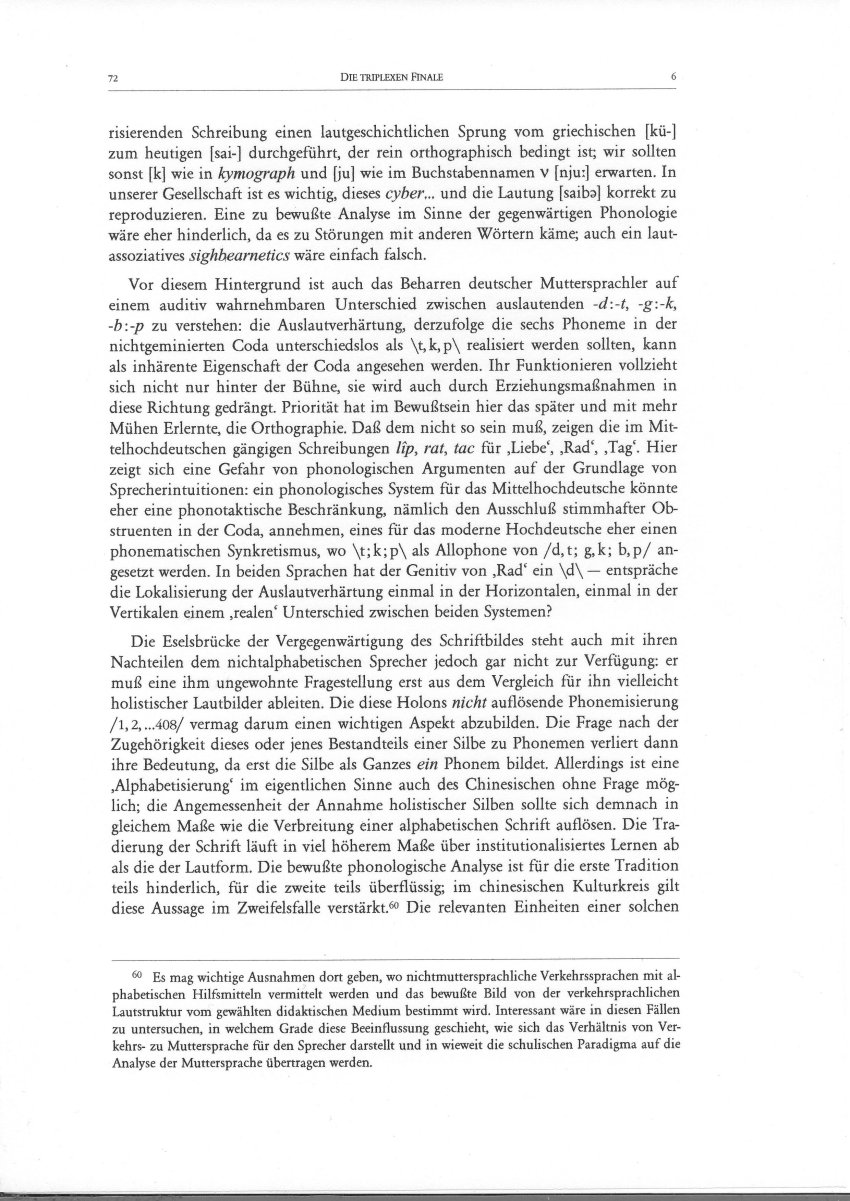 72 DIE TRIPLEXEN FINALE 6
risierenden Schreibung einen lautgeschichtlichen Sprung vom griechischen [kü-]
zum heutigen [sai-] durchgeführt, der rein orthographisch bedingt ist; wir sollten
sonst [k] wie in kymograph und [ju] wie im Buchstabennamen ν [nju:] erwarten. In
unserer Gesellschaft ist es wichtig, dieses cyber... und die Lautung [saibə] korrekt zu
reproduzieren. Eine zu bewußte Analyse im Sinne der gegenwärtigen Phonologie
wäre eher hinderlich, da es zu Störungen mit anderen Wörtern käme; auch ein laut-
assoziatives sighbearnetics wäre einfach falsch.
Vor diesem Hintergrund ist auch das Beharren deutscher Muttersprachler auf
einem auditiv wahrnehmbaren Unterschied zwischen auslautenden -d:-t, -g:-k,
-b:-p zu verstehen: die Auslautverhärtung, derzufolge die sechs Phoneme in der
nichtgeminierten Coda unterschiedslos als \t,k,p\ realisiert werden sollten, kann
als inhärente Eigenschaft der Coda angesehen werden. Ihr Funktionieren vollzieht
sich nicht nur hinter der Bühne, sie wird auch durch Erziehungsmaßnahmen in
diese Richtung gedrängt. Priorität hat im Bewußtsein hier das später und mit mehr
Mühen Erlernte, die Orthographie. Daß dem nicht so sein muß, zeigen die im Mit-
telhochdeutschen gängigen Schreibungen lîp, rat, tac für ‚Liebe‘, ‚Rad‘, ‚Tag‘. Hier
zeigt sich eine Gefahr von phonologischen Argumenten auf der Grundlage von
Sprecherintuitionen: ein phonologisches System für das Mittelhochdeutsche könnte
eher eine phonotaktische Beschränkung, nämlich den Ausschluß stimmhafter Ob-
struenten in der Coda, annehmen, eines für das moderne Hochdeutsche eher einen
phonematischen Synkretismus, wo \t;k;p\ als Allophone von /d,t; g,k; b,p/ an-
gesetzt werden. In beiden Sprachen hat der Genitiv von ‚Rad‘ ein \d\ — entspräche
die Lokalisierung der Auslautverhärtung einmal in der Horizontalen, einmal in der
Vertikalen einem ‚realen‘ Unterschied zwischen beiden Systemen?
Die Eselsbrücke der Vergegenwärtigung des Schriftbildes steht auch mit ihren
Nachteilen dem nichtalphabetischen Sprecher jedoch gar nicht zur Verfügung: er
muß eine ihm ungewohnte Fragestellung erst aus dem Vergleich für ihn vielleicht
holistischer Lautbilder ableiten. Die diese Holons nicht auflösende Phonemisierung
/1,2,...408/ vermag darum einen wichtigen Aspekt abzubilden. Die Frage nach der
Zugehörigkeit dieses oder jenes Bestandteils einer Silbe zu Phonemen verliert dann
ihre Bedeutung, da erst die Silbe als Ganzes ein Phonem bildet. Allerdings ist eine
‚Alphabetisierung‘ im eigentlichen Sinne auch des Chinesischen ohne Frage mög-
lich; die Angemessenheit der Annahme holistischer Silben sollte sich demnach in
gleichem Maße wie die Verbreitung einer alphabetischen Schrift auflösen. Die Tra-
dierung der Schrift läuft in viel höherem Maße über institutionalisiertes Lernen ab
als die der Lautform. Die bewußte phonologische Analyse ist für die erste Tradition
teils hinderlich, für die zweite teils überflüssig; im chinesischen Kulturkreis gilt
diese Aussage im Zweifelsfalle verstärkt.60 Die relevanten Einheiten einer solchen
60 Es mag wichtige Ausnahmen dort geben, wo nichtmuttersprachliche Verkehrssprachen mit al-
phabetischen Hilfsmitteln vermittelt werden und das bewußte Bild von der verkehrsprachlichen
Lautstruktur vom gewählten didaktischen Medium bestimmt wird. Interessant wäre in diesen Fällen
zu untersuchen, in welchem Grade diese Beeinflussung geschieht, wie sich das Verhältnis von Ver-
kehrs- zu Muttersprache für den Sprecher darstellt und in wieweit die schulischen Paradigma auf die
Analyse der Muttersprache übertragen werden.